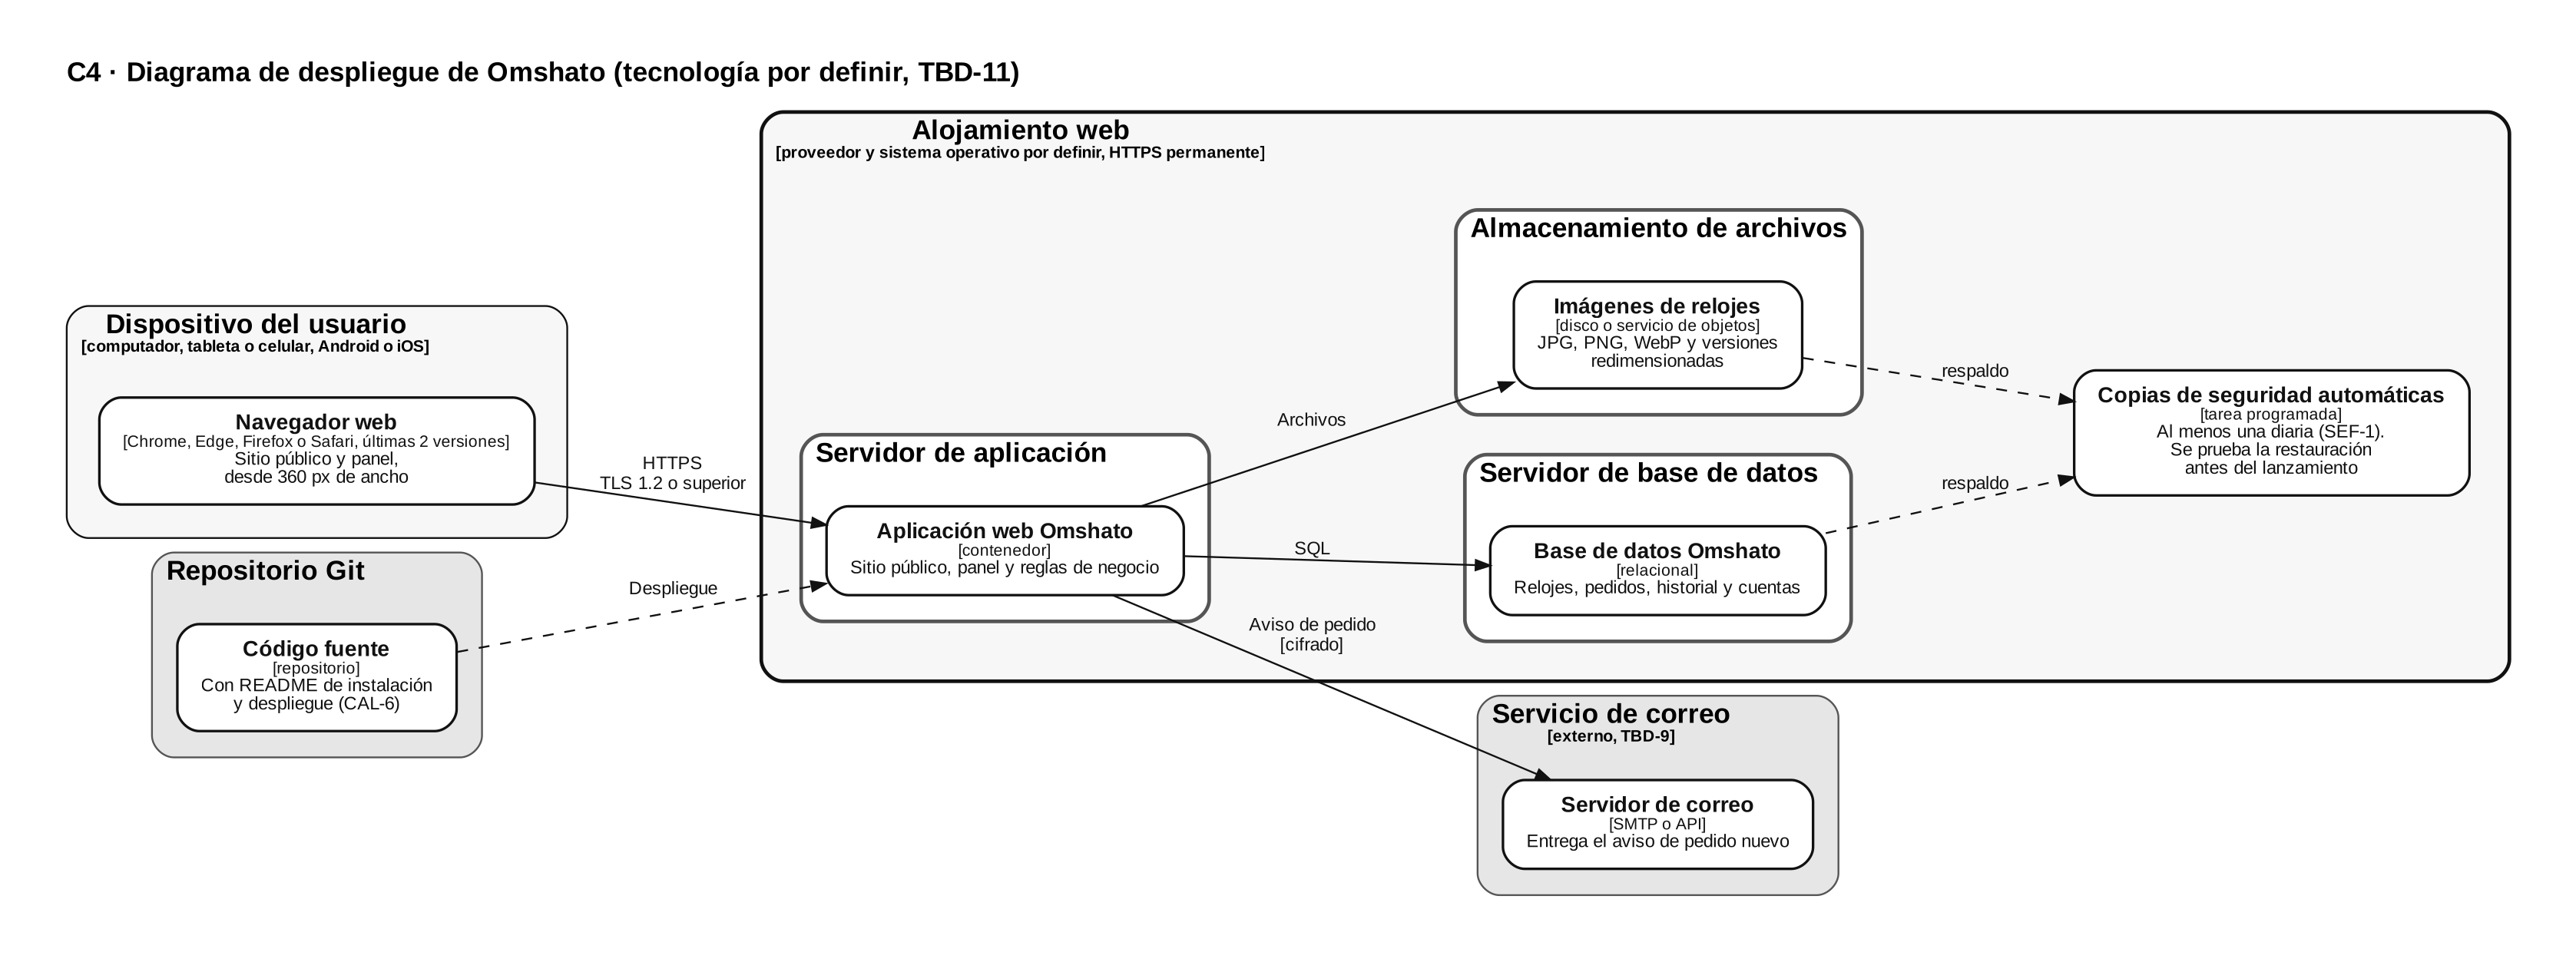 C4 · Diagrama de despliegue de Omshato (tecnología por definir, TBD-11)
Alojamiento web
[proveedor y sistema operativo por definir, HTTPS permanente]
Dispositivo del usuario
[computador, tableta o celular, Android o iOS]
Navegador web
[Chrome, Edge, Firefox o Safari, últimas 2 versiones]
Sitio público y panel,
desde 360 px de ancho
HTTPS
TLS 1.2 o superior
Repositorio Git
Código fuente
[repositorio]
Con README de instalación
y despliegue (CAL-6)
Despliegue
Servidor de aplicación
Aplicación web Omshato
[contenedor]
Sitio público, panel y reglas de negocio
Archivos
SQL
Aviso de pedido
[cifrado]
Almacenamiento de archivos
Imágenes de relojes
[disco o servicio de objetos]
JPG, PNG, WebP y versiones
redimensionadas
Servidor de base de datos
Base de datos Omshato
[relacional]
Relojes, pedidos, historial y cuentas
respaldo
respaldo
Copias de seguridad automáticas
[tarea programada]
Al menos una diaria (SEF-1).
Se prueba la restauración
antes del lanzamiento
Servicio de correo
[externo, TBD-9]
Servidor de correo
[SMTP o API]
Entrega el aviso de pedido nuevo